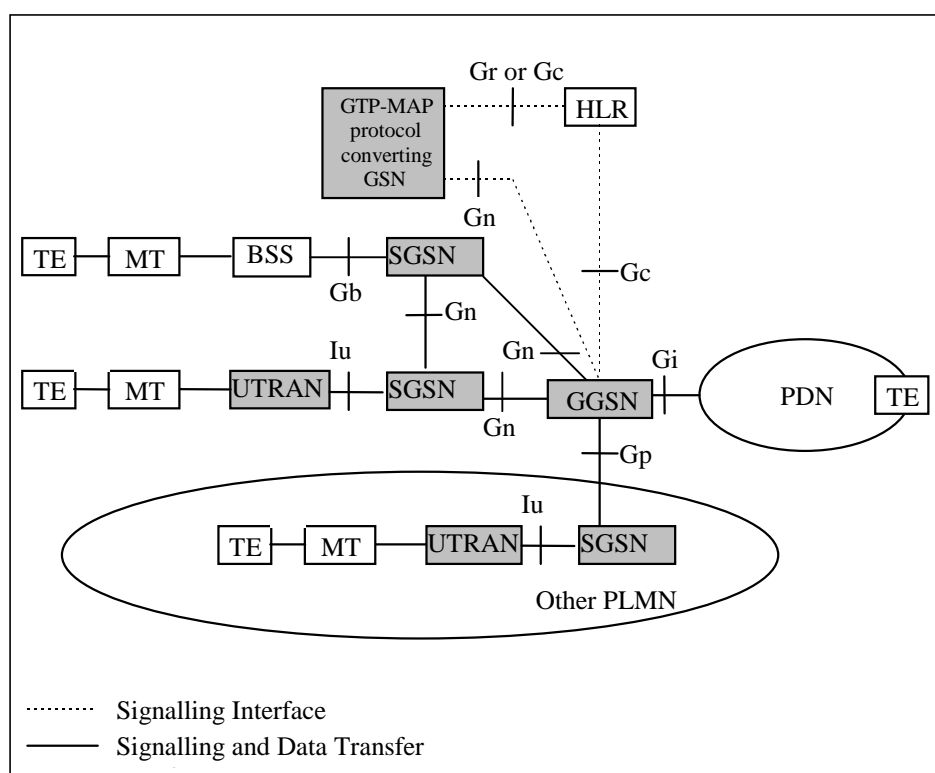 Gr or Gc
GTP-MAP
protocol
converting
GSN
HLR
Gn
TE
MT
BSS
Gb
SGSN
Gn
Gc
Gn
TE
MT
UTRAN
Iu
SGSN
Gn
GGSN
Gi
PDN
TE
Gp
TE
MT
UTRAN
Iu
SGSN
Other PLMN
Signalling Interface
Signalling and Data Transfer